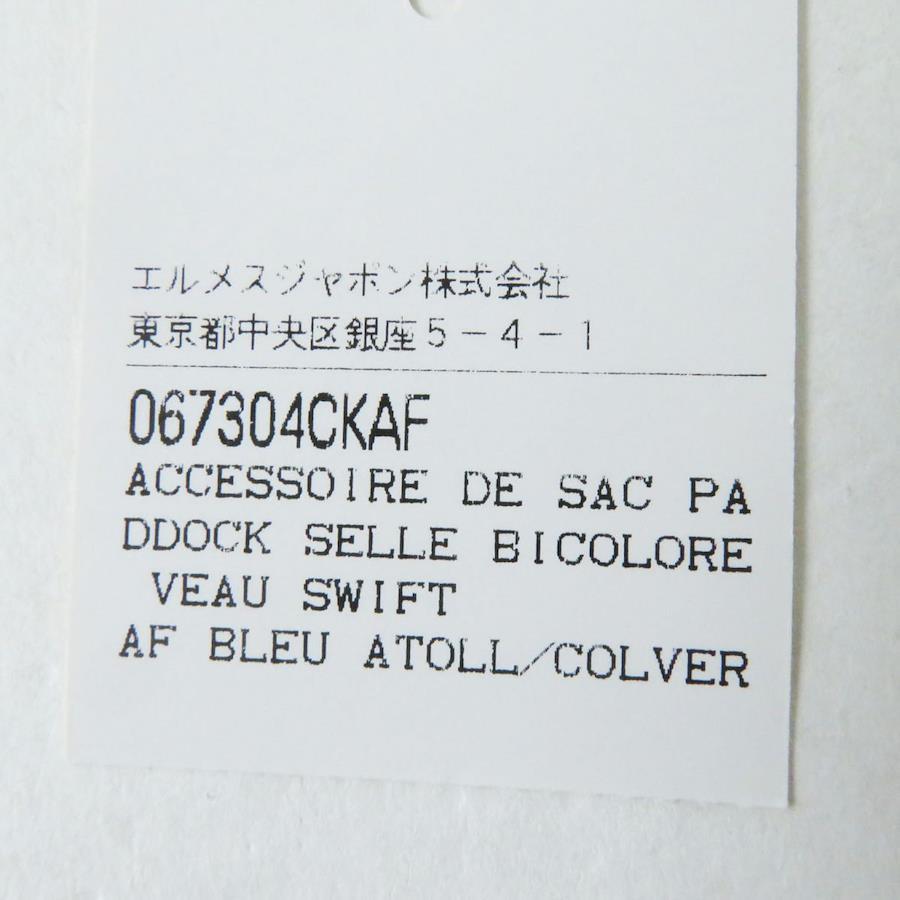 エルメスジャポン株式会社
東京都中央区銀座5-4-1
067304CKAF
ACCESSOIRE DE SAC PA
DDOCK SELLE BICOLORE
VEAU SWIFT
AF BLEU ATOLL/COLVER